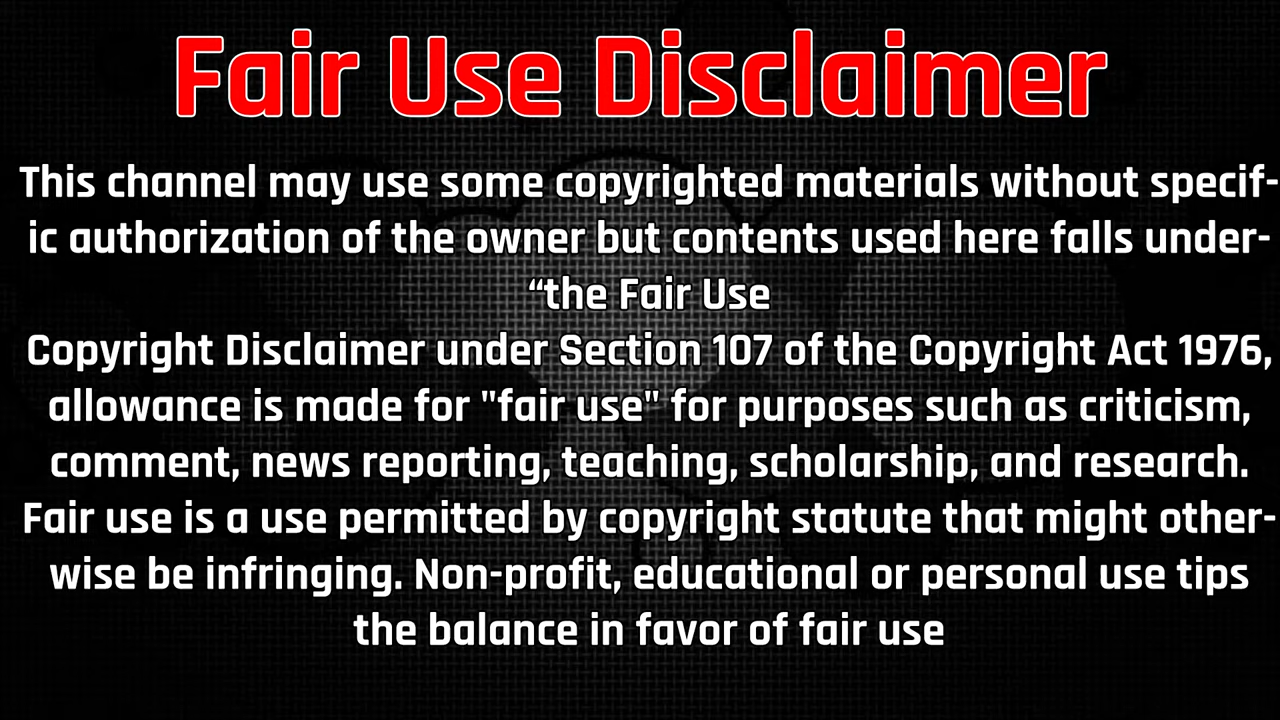 Fair Use Disclaimer
This channel may use some copyrighted materials without specif-
ic authorization of the owner but contents used here falls under-
“the Fair Use
Copyright Disclaimer under Section 107 of the Copyright Act 1976,
allowance is made for "fair use" for purposes such as criticism,
comment, news reporting, teaching, scholarship, and research.
Fair use is a use permitted by copyright statute that might other-
wise be infringing. Non-profit, educational or personal use tips
the balance in favor of fair use